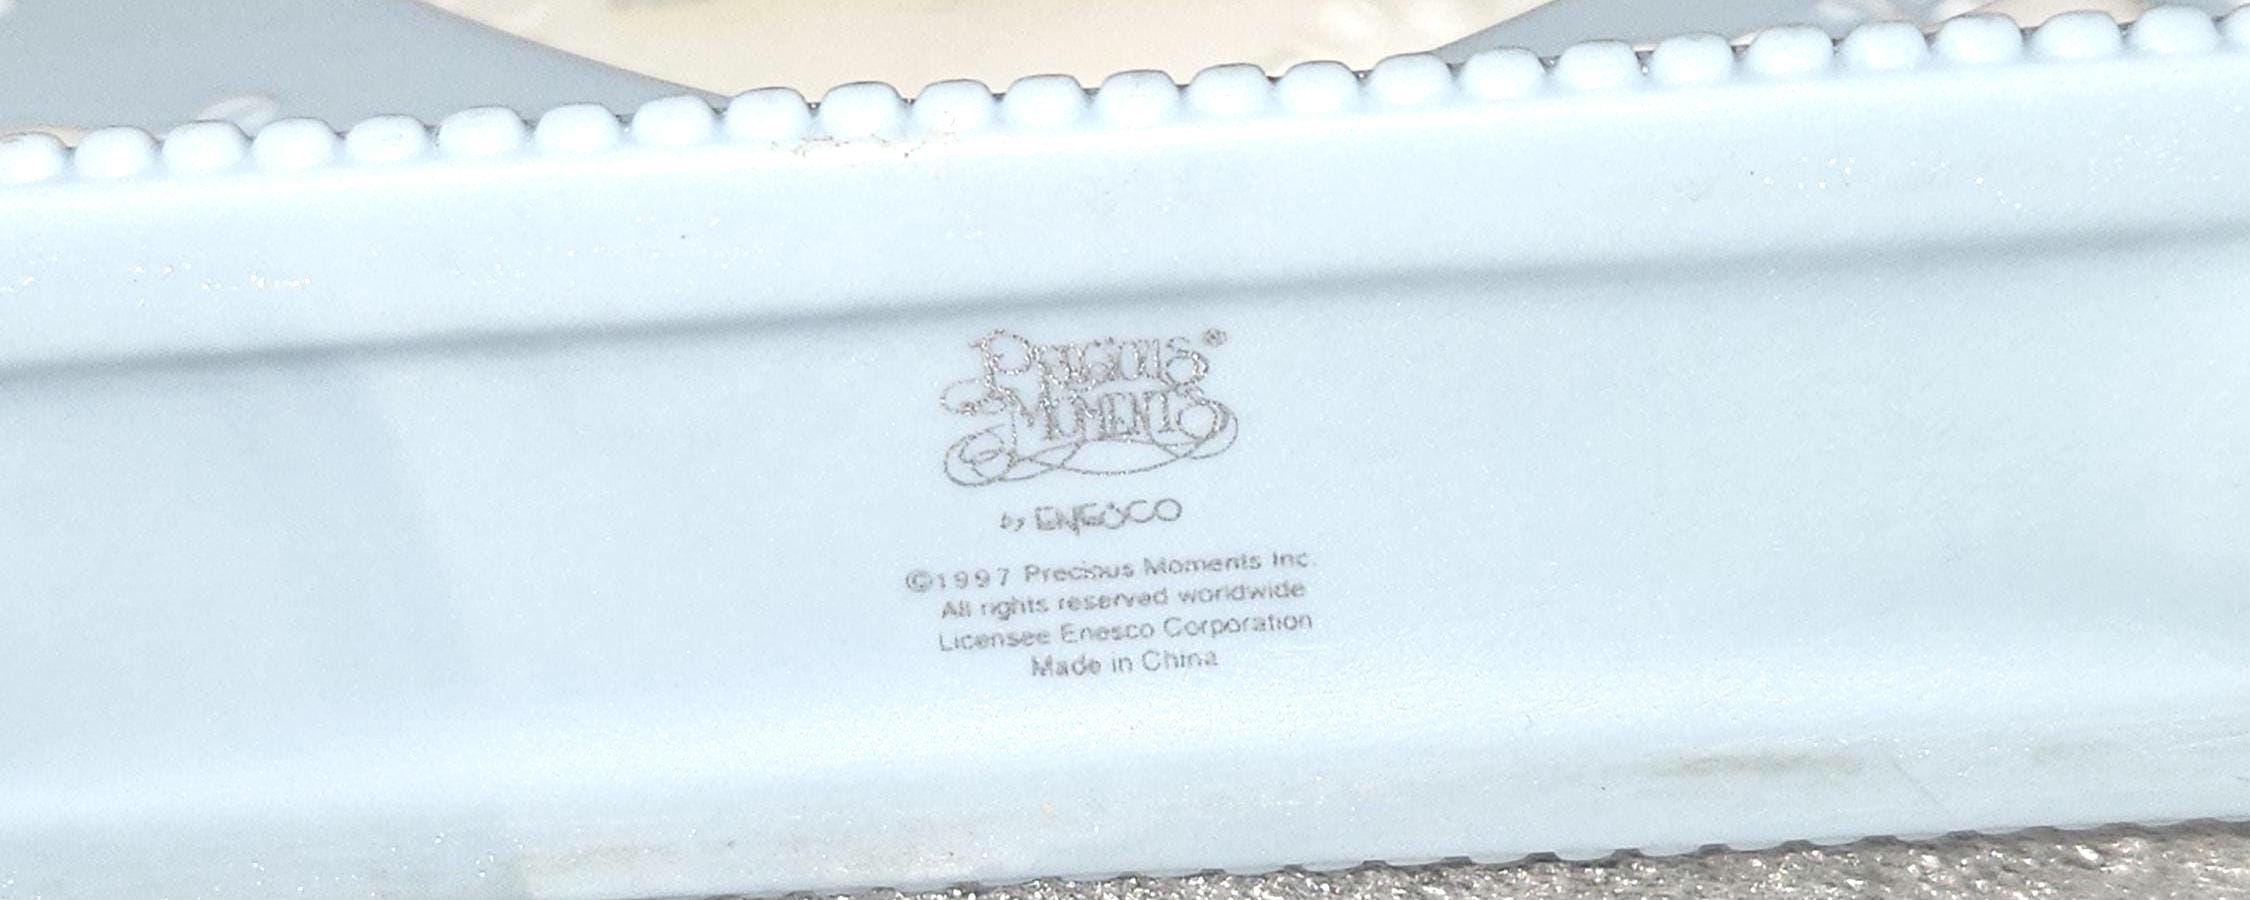 PRECIOUS ®
MOMENTS
by ENESCO
©1997 Precious Moments Inc.
All rights reserved worldwide
Licensee Enesco Corporation
Made in China